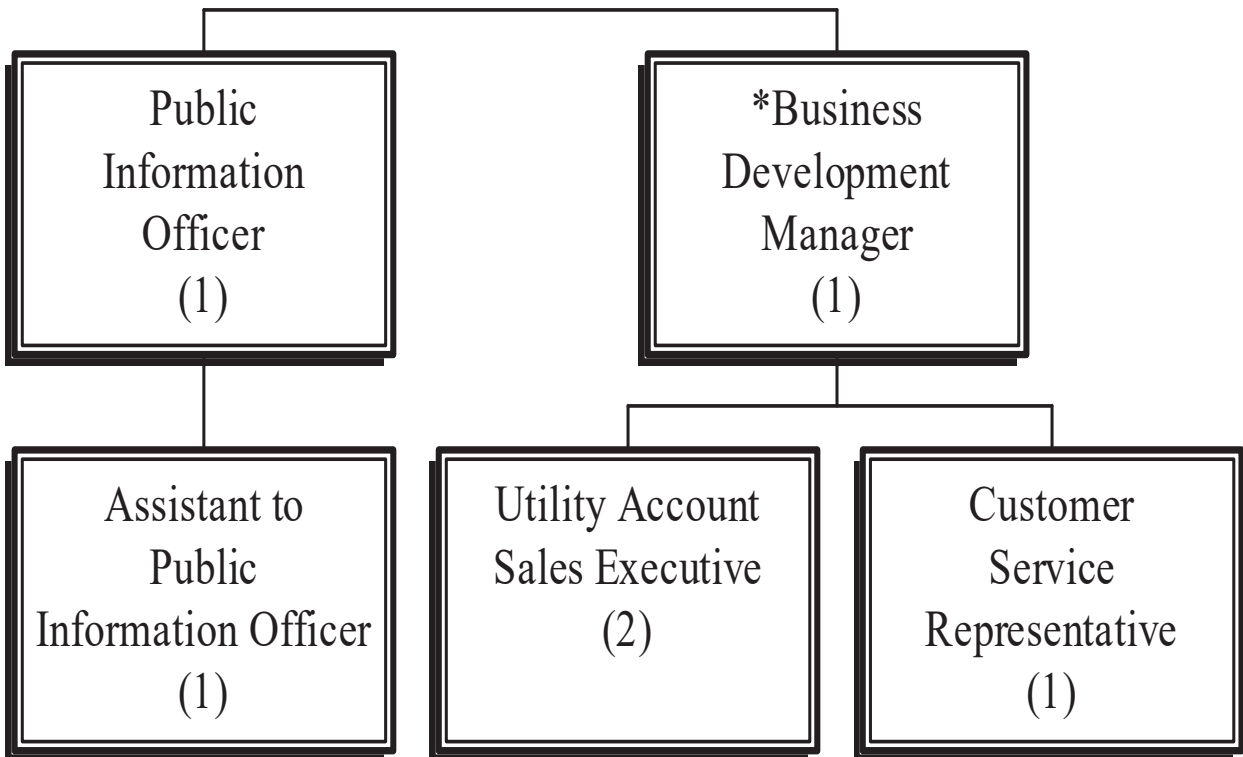 Public
Information
Officer
(1)
*Business
Development
Manager
(1)
Assistant to
Public
Information Officer
(1)
Utility Account
Sales Executive
(2)
Customer
Service
Representative
(1)